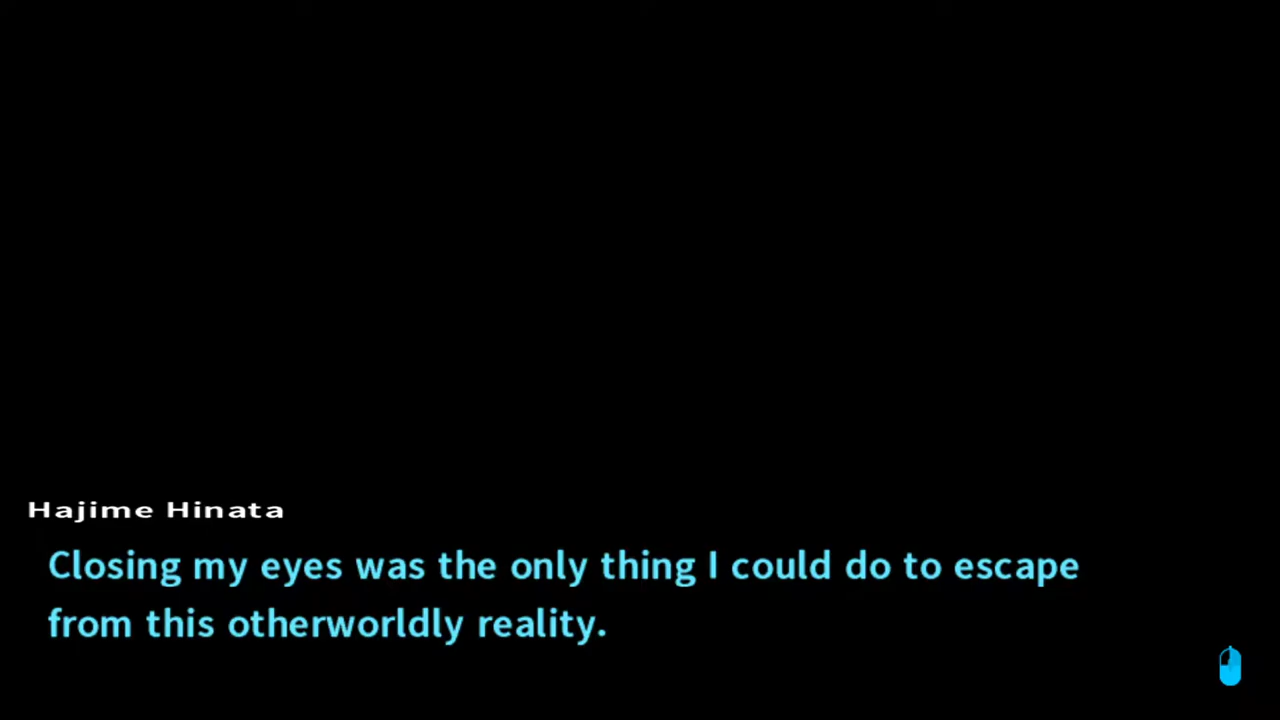 Hajime Hinata
Closing my eyes was the only thing I could do to escape
from this otherworldly reality.